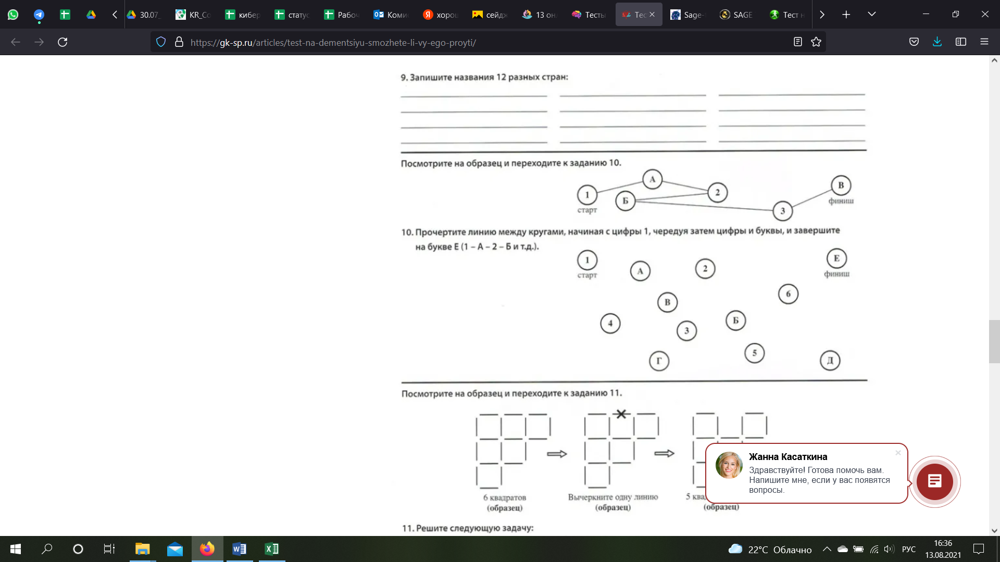 30.07_
KR_Co
кибер
статус
Рабоч
Комис
хорош
сейдж
13 онл
Тесты
Тес
Sage-
SAGE
Тест н
https://gk-sp.ru/articles/test-na-dementsiyu-smozhete-li-vy-ego-proyti/
9. Запишите названия 12 разных стран:
Посмотрите на образец и переходите к заданию 10.
А
В
1
2
Б
финиш
старт
3
10. Прочертите линию между кругами, начиная с цифры 1, чередуя затем цифры и буквы, и завершите
на букве Е (1 – А – 2 – Б и т.д.).
1
Е
А
2
старт
финиш
6
В
4
Б
3
5
Г
Д
Посмотрите на образец и переходите к заданию 11.
6 квадратов
(образец)
Вычеркните одну линию
(образец)
5 ква
(образец)
Жанна Касаткина
Здравствуйте! Готова помочь вам.
Напишите мне, если у вас появятся
вопросы.
11. Решите следующую задачу:
22°C Облачно
РУС
16:36
13.08.2021